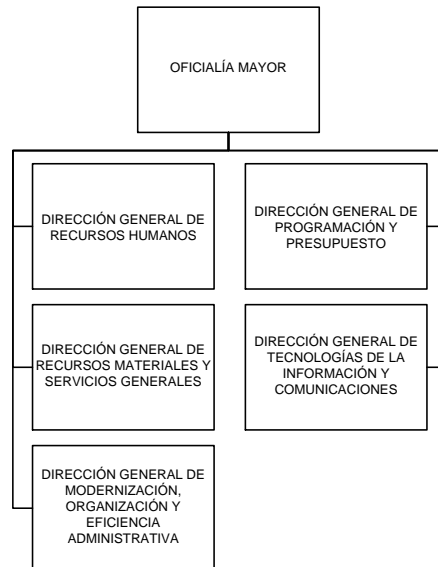 OFICIALÍA MAYOR
DIRECCIÓN GENERAL DE
RECURSOS HUMANOS
DIRECCIÓN GENERAL DE
PROGRAMACIÓN Y
PRESUPUESTO
DIRECCIÓN GENERAL DE
RECURSOS MATERIALES Y
SERVICIOS GENERALES
DIRECCIÓN GENERAL DE
TECNOLOGÍAS DE LA
INFORMACIÓN Y
COMUNICACIONES
DIRECCIÓN GENERAL DE
MODERNIZACIÓN,
ORGANIZACIÓN Y
EFICIENCIA
ADMINISTRATIVA